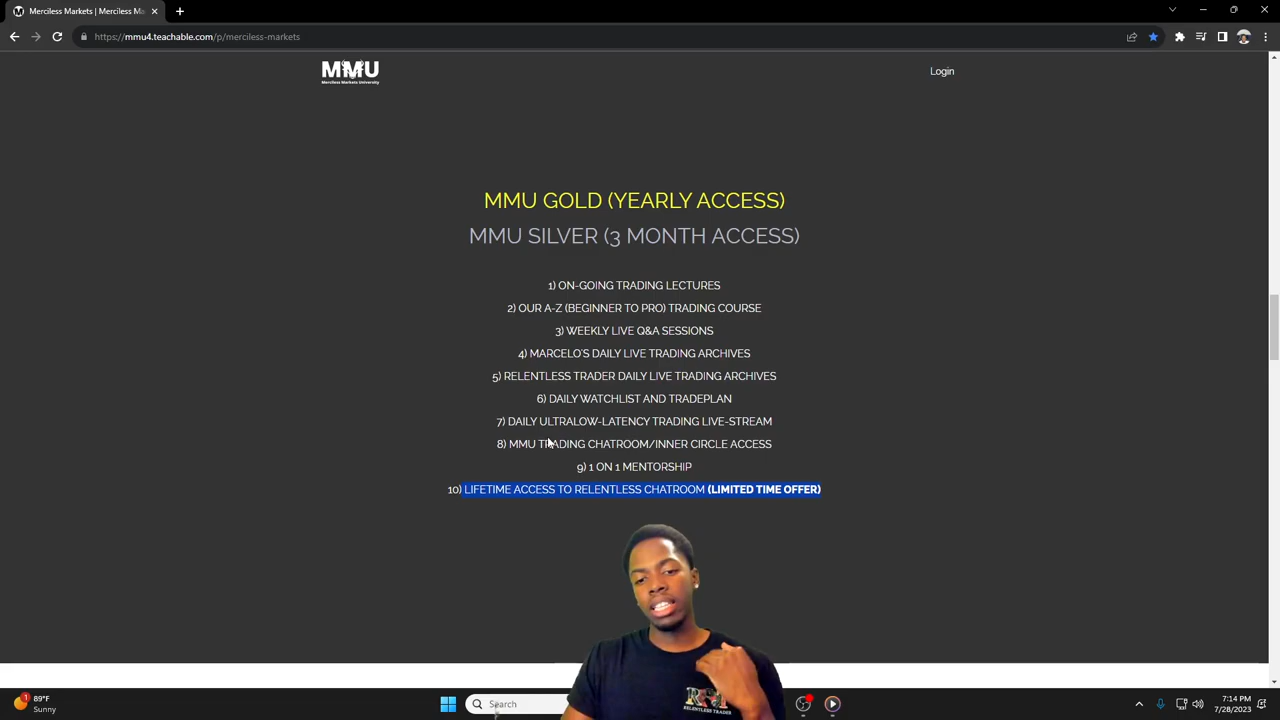 Merciless Markets | Merciless Ma
https://mmu4.teachable.com/p/merciless-markets
MMU
Merciless Markets University
Login
MMU GOLD (YEARLY ACCESS)
MMU SILVER (3 MONTH ACCESS)
1) ON-GOING TRADING LECTURES
2) OUR A-Z (BEGINNER TO PRO) TRADING COURSE
3) WEEKLY LIVE Q&A SESSIONS
4) MARCELO'S DAILY LIVE TRADING ARCHIVES
5) RELENTLESS TRADER DAILY LIVE TRADING ARCHIVES
6) DAILY WATCHLIST AND TRADEPLAN
7) DAILY ULTRALOW-LATENCY TRADING LIVE-STREAM
8) MMU TRADING CHATROOM/INNER CIRCLE ACCESS
9) 1 ON 1 MENTORSHIP
10) LIFETIME ACCESS TO RELENTLESS CHATROOM (LIMITED TIME OFFER)
RELENTLESS TRADER
1
89°F
Sunny
Search
7:14 PM
7/28/2023